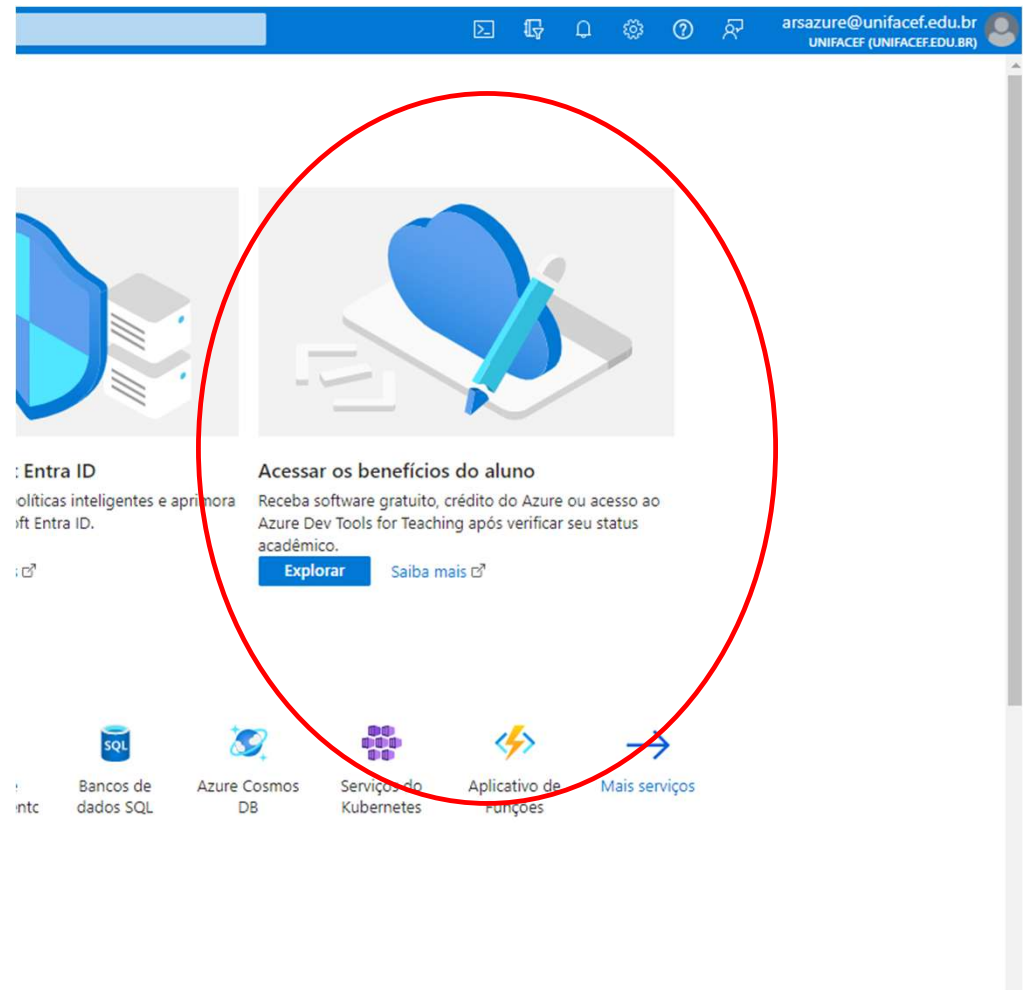 arsazure@unifacef.edu.br
UNIFACEF (UNIFACEF.EDU.BR)
: Entra ID
políticas inteligentes e aprimora
oft Entra ID.
Acessar os benefícios do aluno
Receba software gratuito, crédito do Azure ou acesso ao
Azure Dev Tools for Teaching após verificar seu status
acadêmico.
Explorar Saiba mais
SQL
Bancos de
dados SQL
Azure Cosmos
DB
Serviços do
Kubernetes
Aplicativo de
Funções
Mais serviços